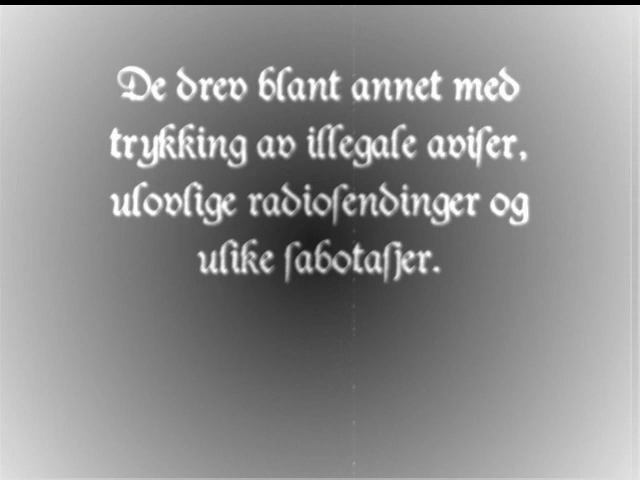 De drev blant annet med
trykking av illegale aviſer,
ulovlige radioſendinger og
ulike ſabotaſjer.